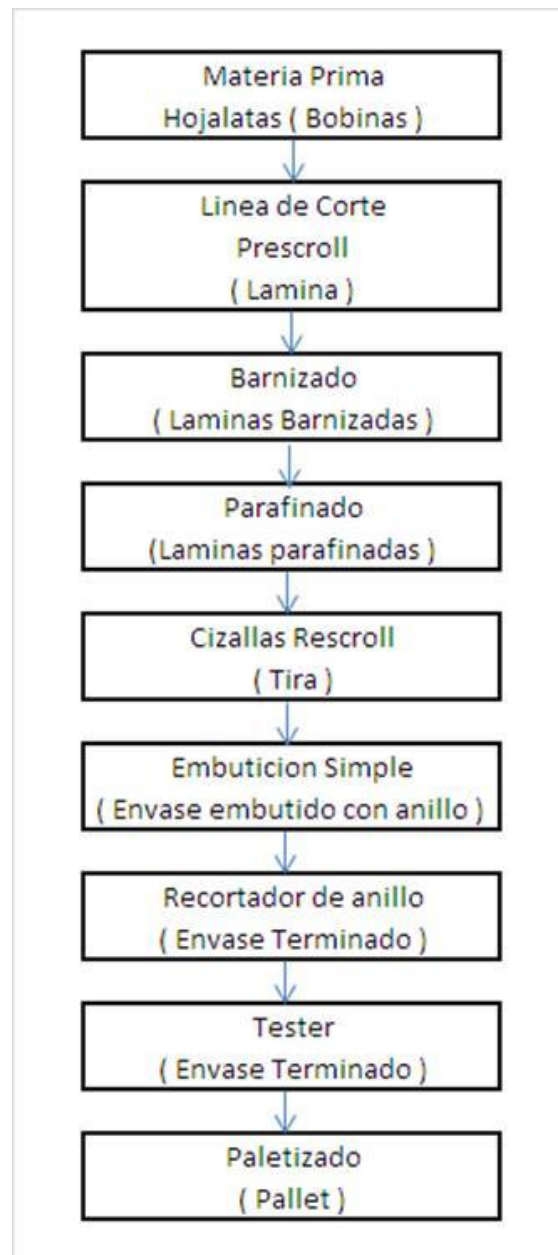 Materia Prima
Hojalatas ( Bobinas )
Linea de Corte
Prescroll
( Lamina )
Barnizado
( Laminas Barnizadas )
Parafinado
(Laminas parafinadas )
Cizallas Rescroll
( Tira )
Embuticion Simple
( Envase embutido con anillo )
Recortador de anillo
( Envase Terminado )
Tester
( Envase Terminado )
Paletizado
( Pallet )